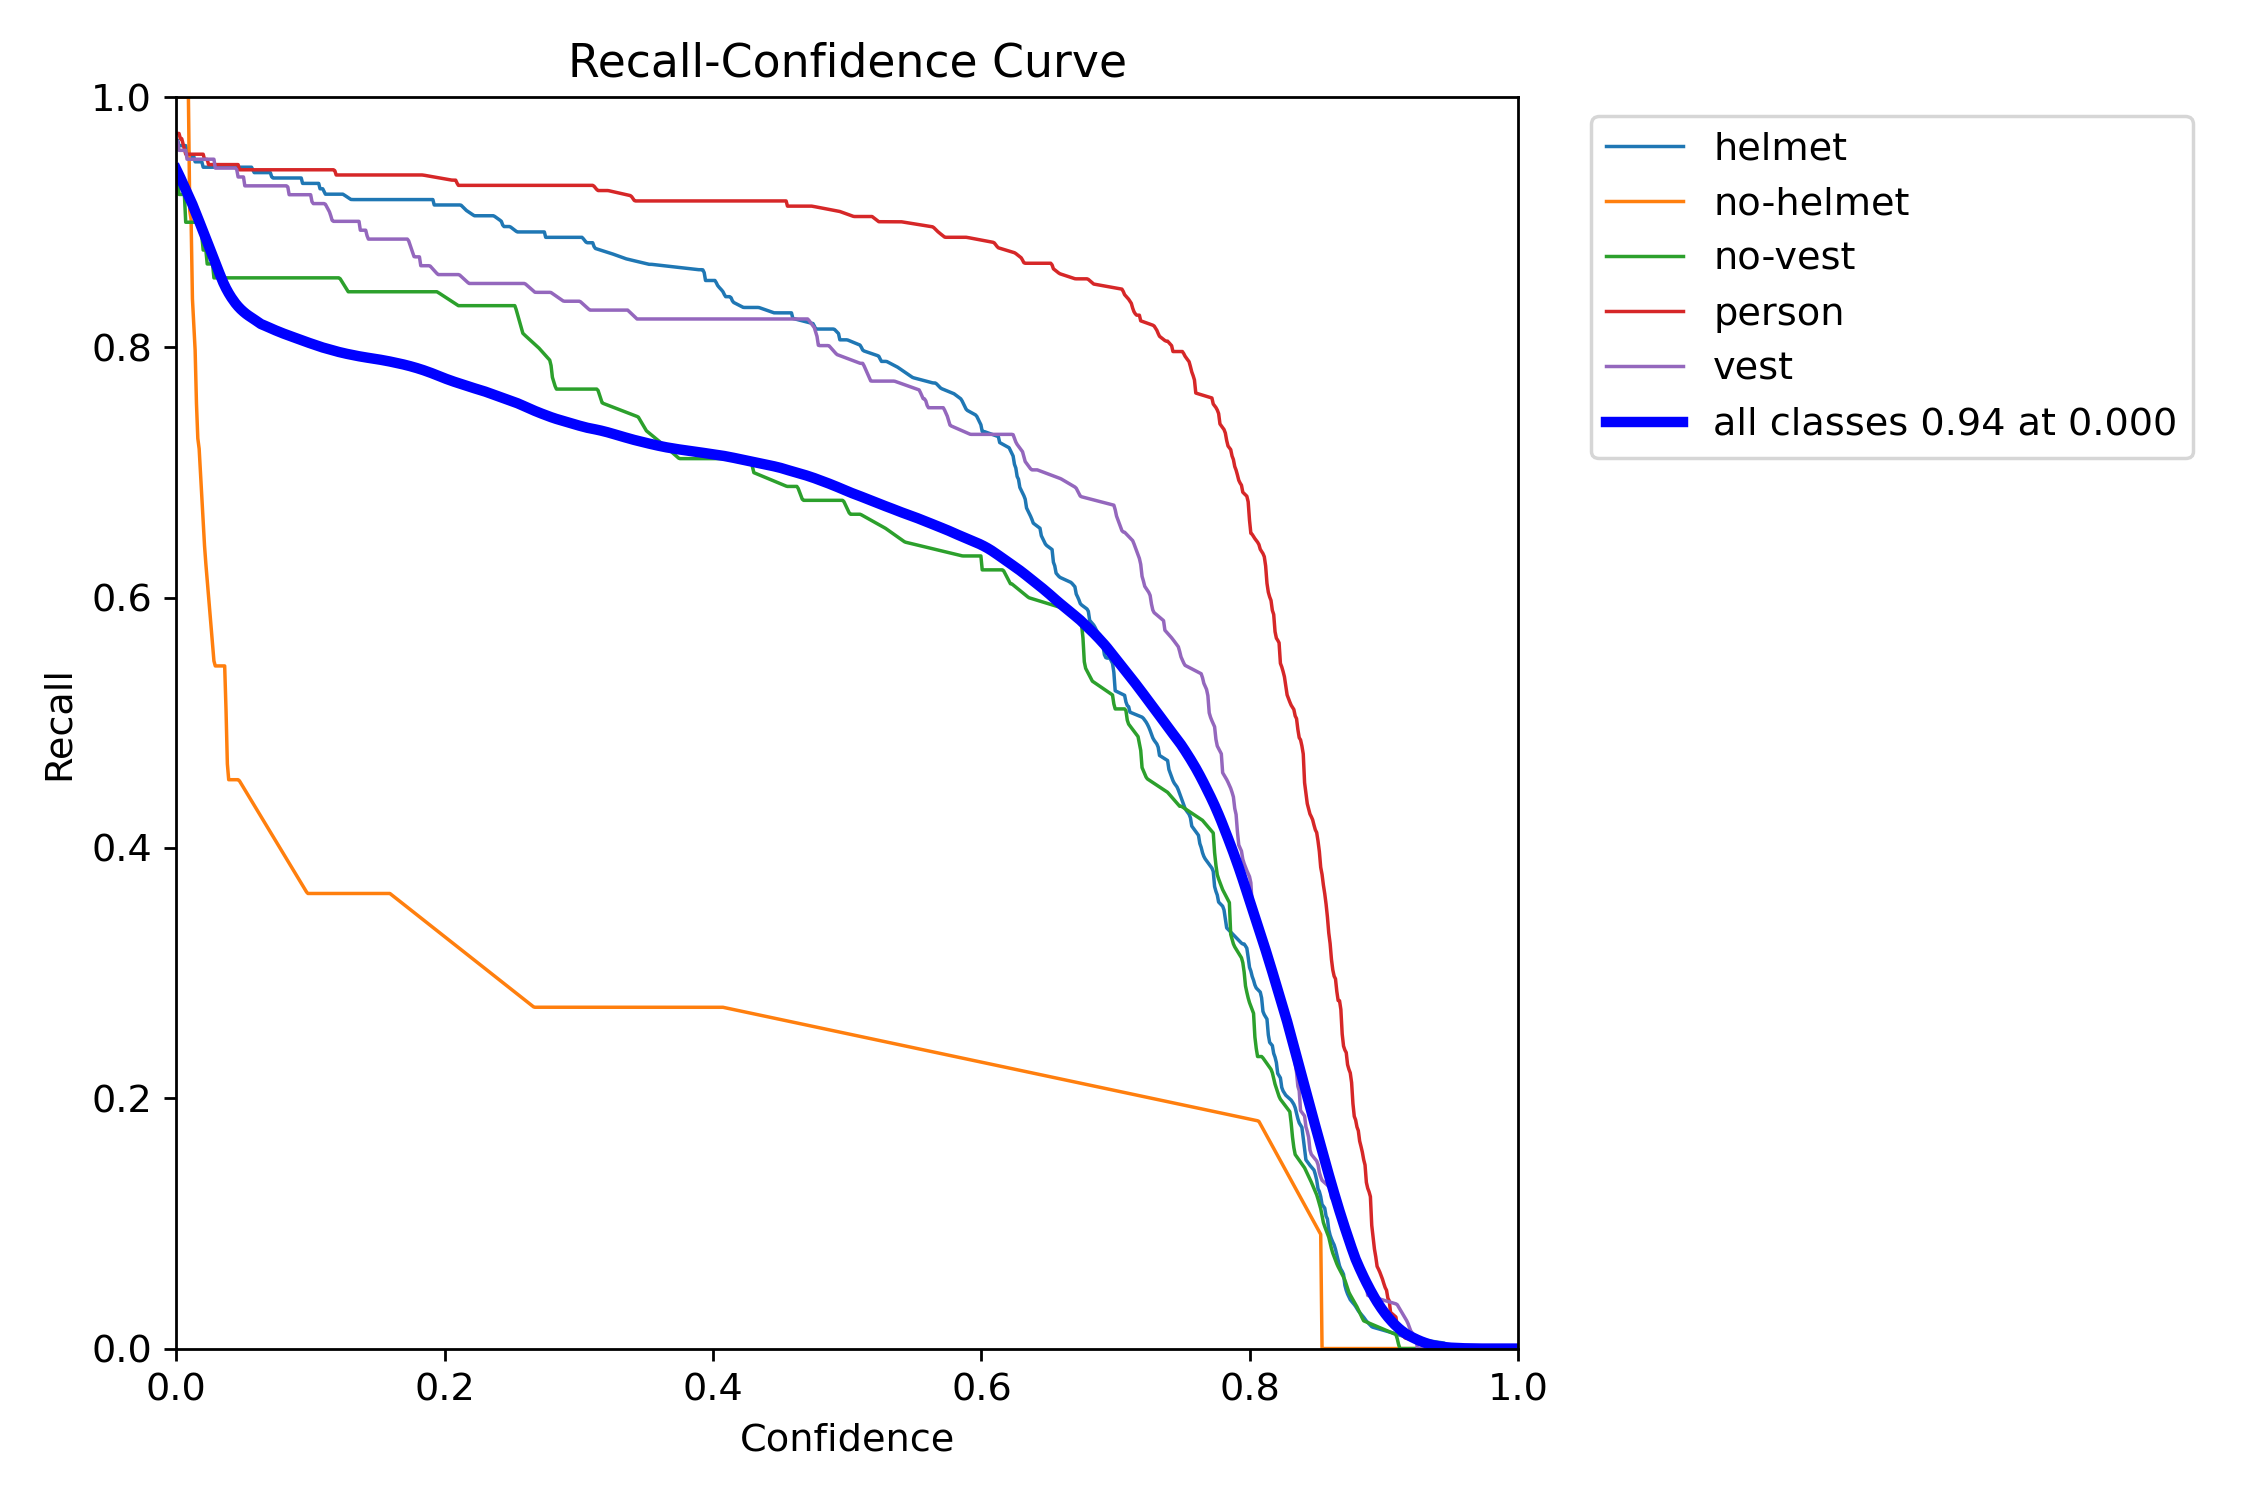 Recall-Confidence Curve
1.0
0.8
0.6
0.4
0.2
0.0
Recall
0.0 0.2 0.4 0.6 0.8 1.0
Confidence
helmet
no-helmet
no-vest
person
vest
all classes 0.94 at 0.000